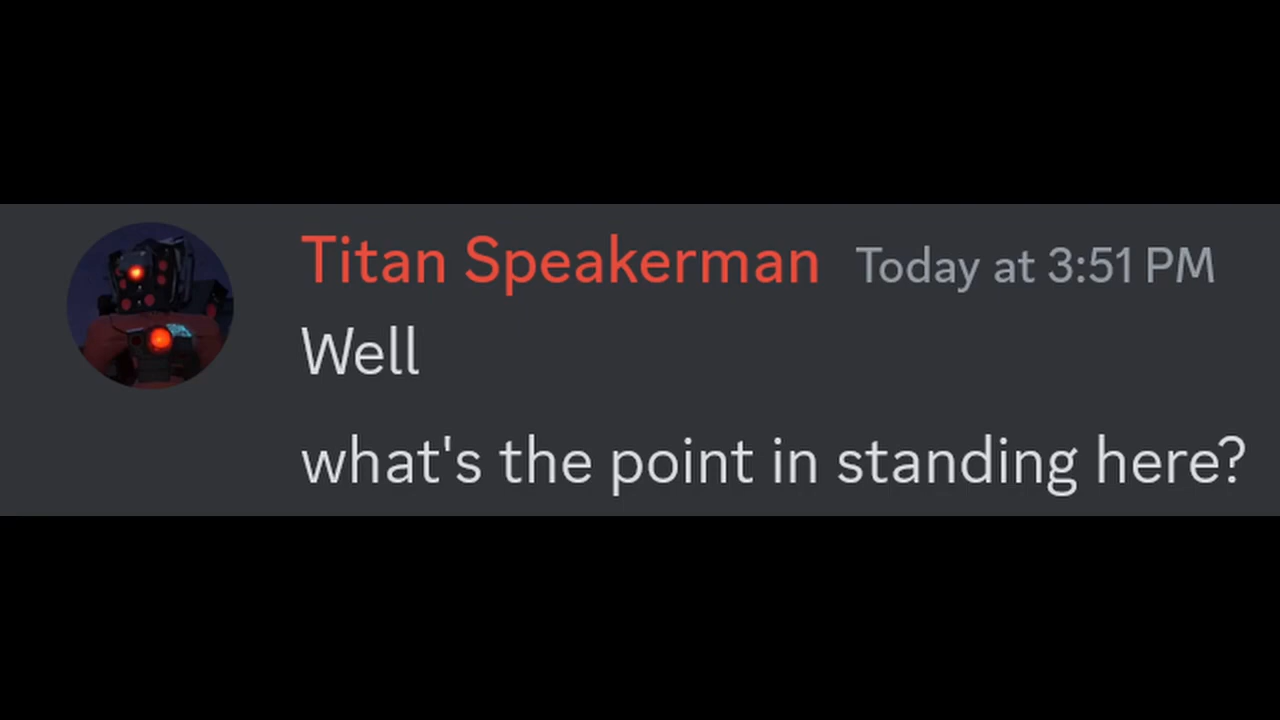 Titan Speakerman Today at 3:51 PM
Well
what's the point in standing here?